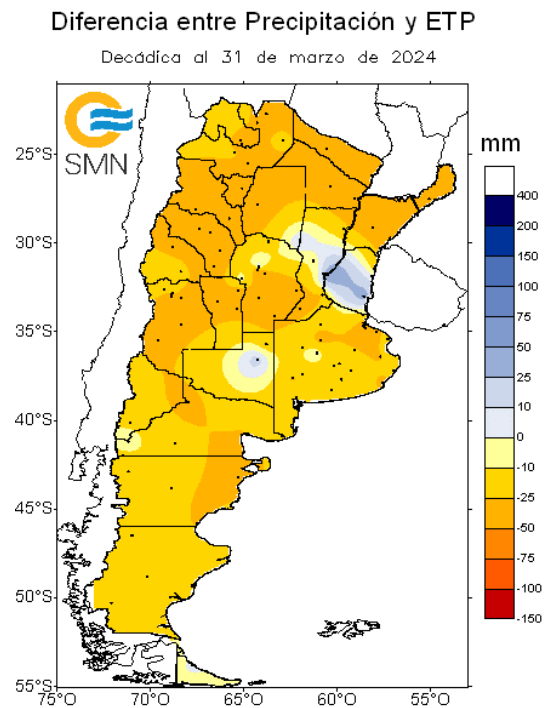 Diferencia entre Precipitación y ETP
Decádica al 31 de marzo de 2024
SMN
mm
400
200
150
100
75
50
25
10
0
-10
-25
-50
-75
-100
-150
25°S
30°S
35°S
40°S
45°S
50°S
55°S
75°O 70°O 65°O 60°O 55°O